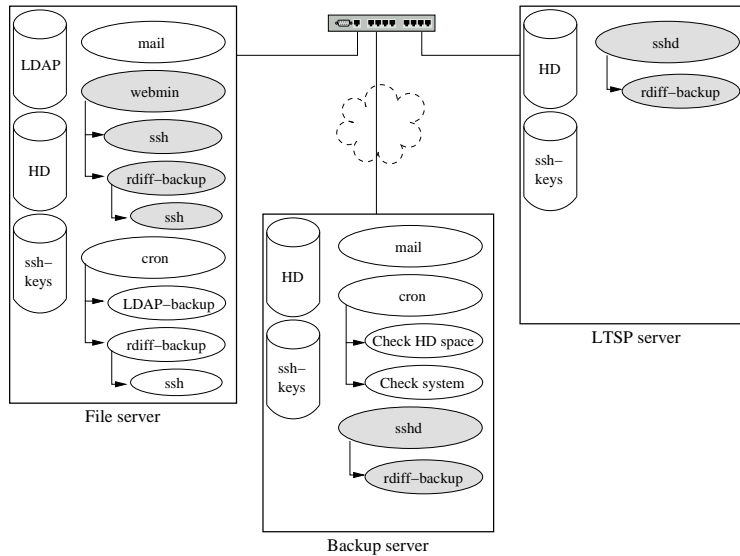 LDAP
HD
ssh–
keys
mail
webmin
ssh
rdiff–backup
ssh
cron
LDAP–backup
rdiff–backup
ssh
File server
HD
ssh–
keys
mail
cron
Check HD space
Check system
sshd
rdiff–backup
Backup server
HD
ssh–
keys
sshd
rdiff–backup
LTSP server